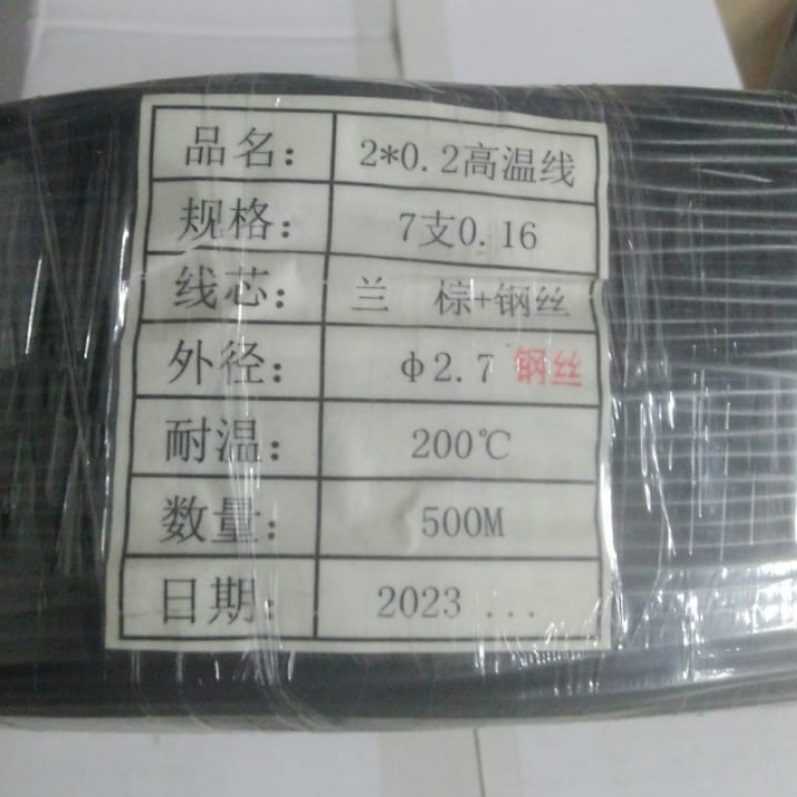 品名： 2*0.2高温线
规格： 7支0.16
线芯： 兰 棕+钢丝
外径： φ2.7 钢丝
耐温： 200℃
数量： 500M
日期： 2023 ...